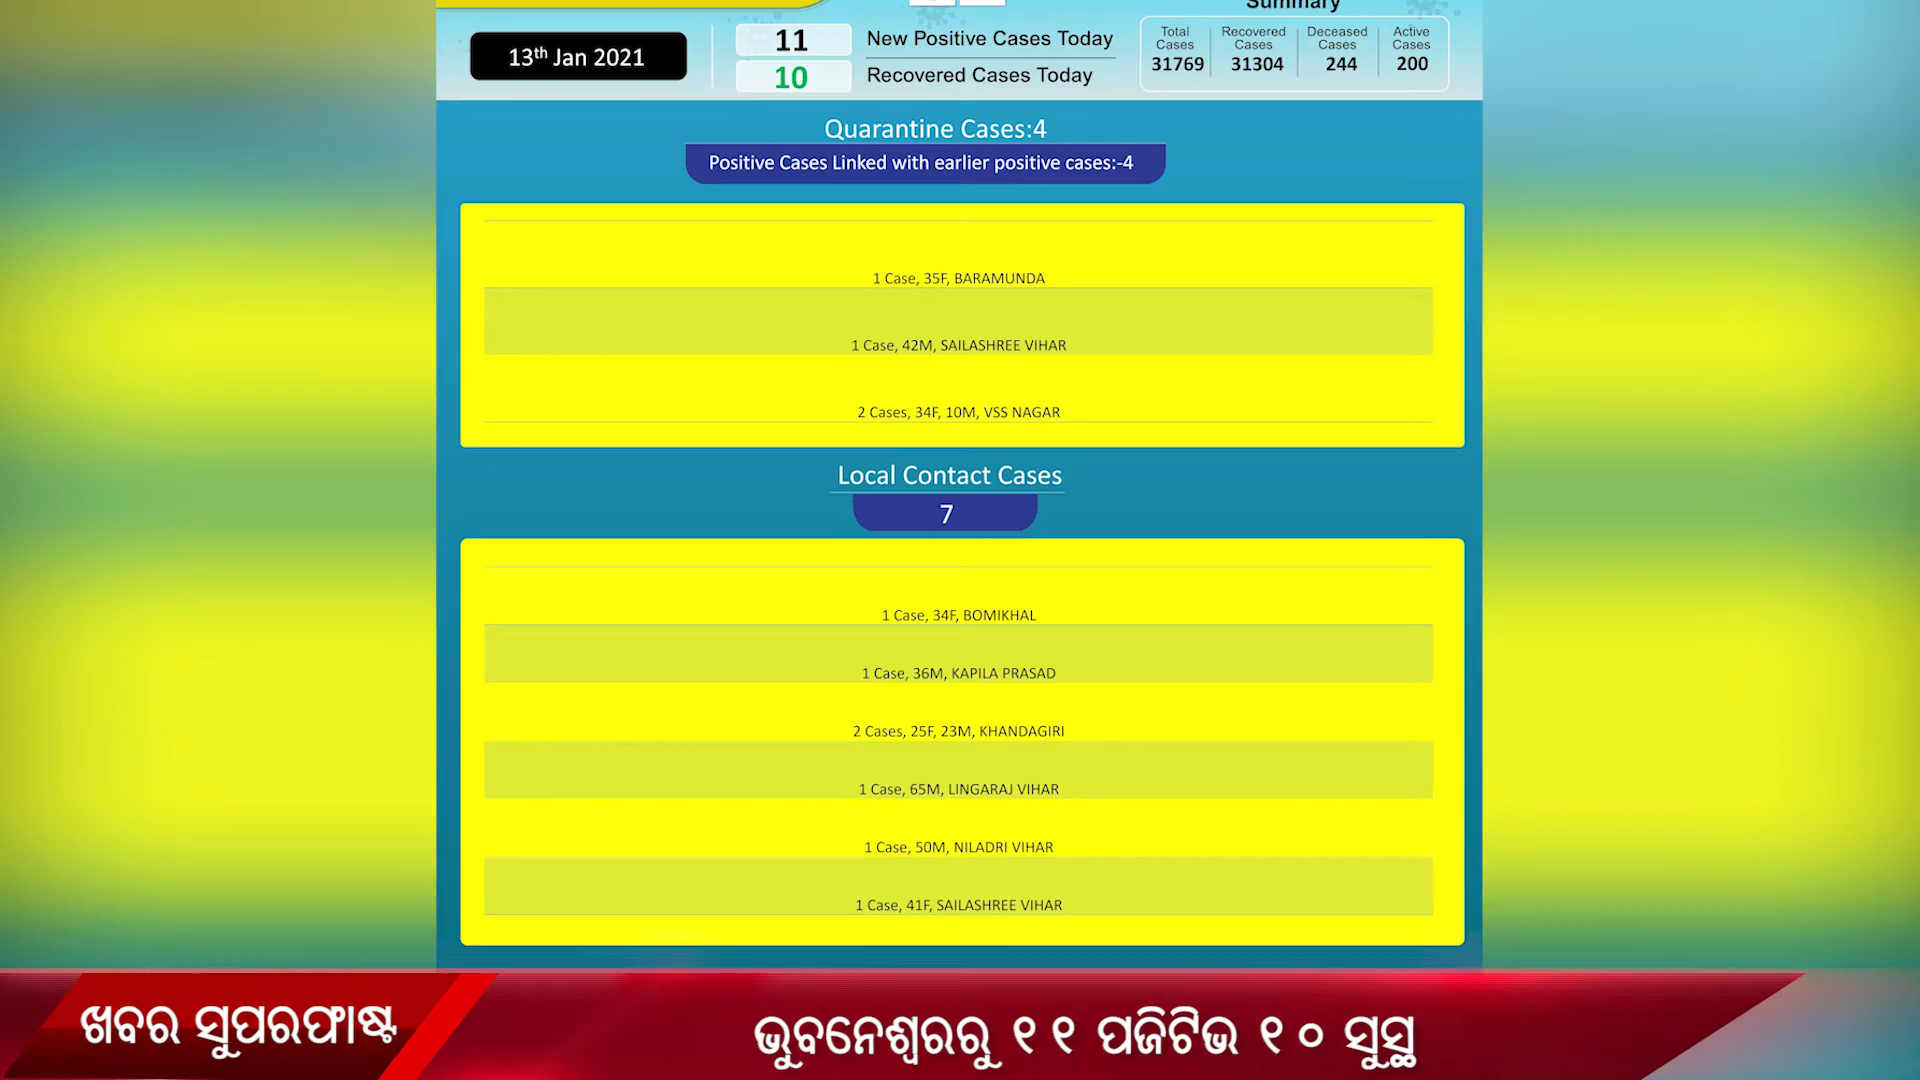 Summary
13th Jan 2021
11 New Positive Cases Today
10 Recovered Cases Today
Total Cases 31769
Recovered Cases 31304
Deceased Cases 244
Active Cases 200
Quarantine Cases:4
Positive Cases Linked with earlier positive cases:-4
1 Case, 35F, BARAMUNDA
1 Case, 42M, SAILASHREE VIHAR
2 Cases, 34F, 10M, VSS NAGAR
Local Contact Cases
7
1 Case, 34F, BOMIKHAL
1 Case, 36M, KAPILA PRASAD
2 Cases, 25F, 23M, KHANDAGIRI
1 Case, 65M, LINGARAJ VIHAR
1 Case, 50M, NILADRI VIHAR
1 Case, 41F, SAILASHREE VIHAR
ଖବର ସୁପରଫାଷ୍ଟ
ଭୁବନେଶ୍ୱରରୁ ୧୧ ପଜିଟିଭ ୧୦ ସୁସ୍ଥ